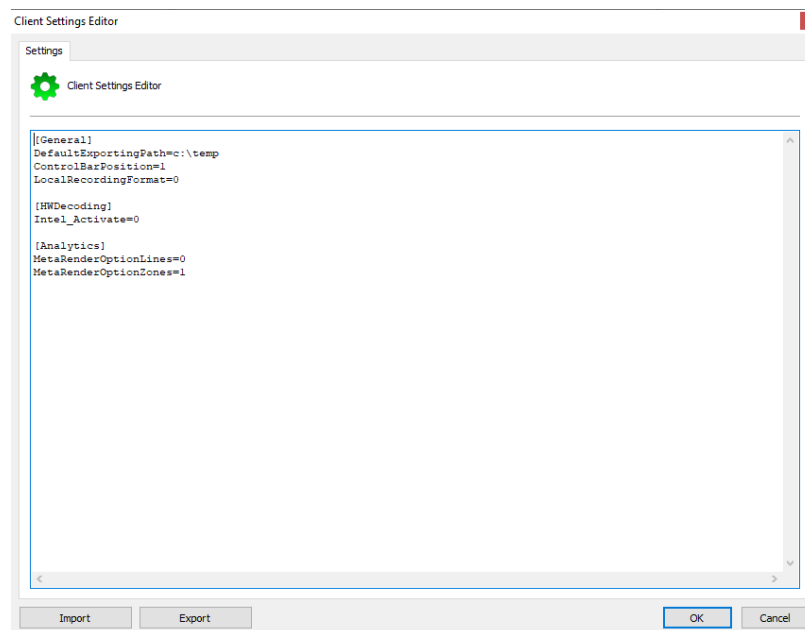 Client Settings Editor
Settings
Client Settings Editor
[General]
DefaultExportingPath=c:\temp
ControlBarPosition=1
LocalRecordingFormat=0
[HWDecoding]
Intel_Activate=0
[Analytics]
MetaRenderOptionLines=0
MetaRenderOptionZones=1
Import Export OK Cancel